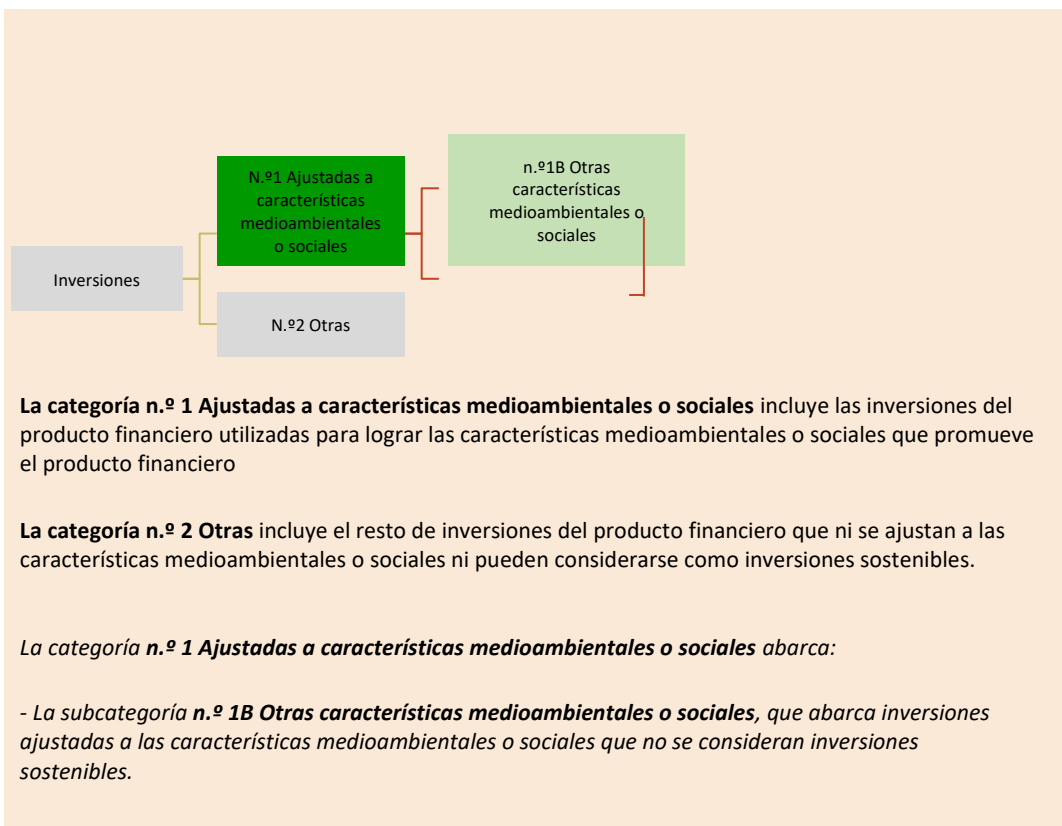 N.º1 Ajustadas a
características
medioambientales
o sociales
n.º1B Otras
características
medioambientales o
sociales
Inversiones
N.º2 Otras
La categoría n.º 1 Ajustadas a características medioambientales o sociales incluye las inversiones del
producto financiero utilizadas para lograr las características medioambientales o sociales que promueve
el producto financiero
La categoría n.º 2 Otras incluye el resto de inversiones del producto financiero que ni se ajustan a las
características medioambientales o sociales ni pueden considerarse como inversiones sostenibles.
La categoría n.º 1 Ajustadas a características medioambientales o sociales abarca:
- La subcategoría n.º 1B Otras características medioambientales o sociales, que abarca inversiones
ajustadas a las características medioambientales o sociales que no se consideran inversiones
sostenibles.